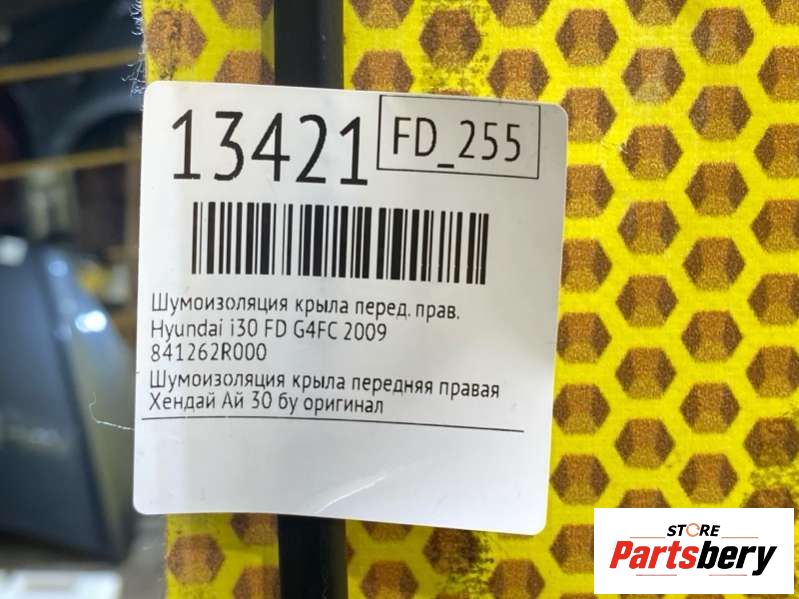 13421
FD_255
Шумоизоляция крыла перед. прав.
Hyundai i30 FD G4FC 2009
841262R000
Шумоизоляция крыла передняя правая
Хендай Ай 30 бу оригинал
STORE
Partsbery